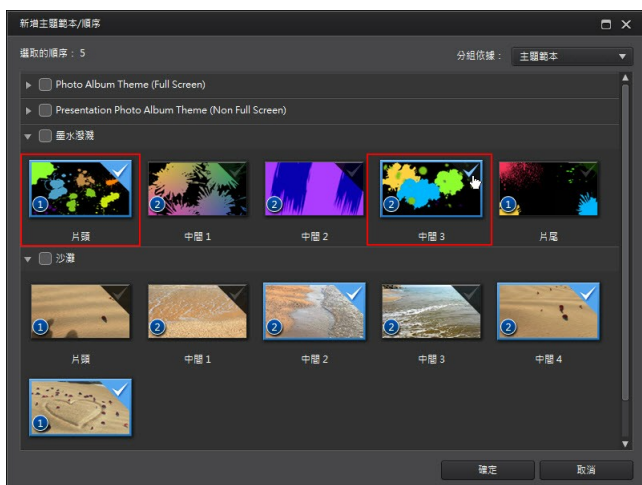 新增主題範本/順序
選取的順序： 5
分組依據： 主題範本
Photo Album Theme (Full Screen)
Presentation Photo Album Theme (Non Full Screen)
墨水潑濺
1 2 2 2 1
片頭 中間 1 中間 2 中間 3 片尾
沙灘
1 2 2 2 2
片頭 中間 1 中間 2 中間 3 中間 4
1
確定 取消